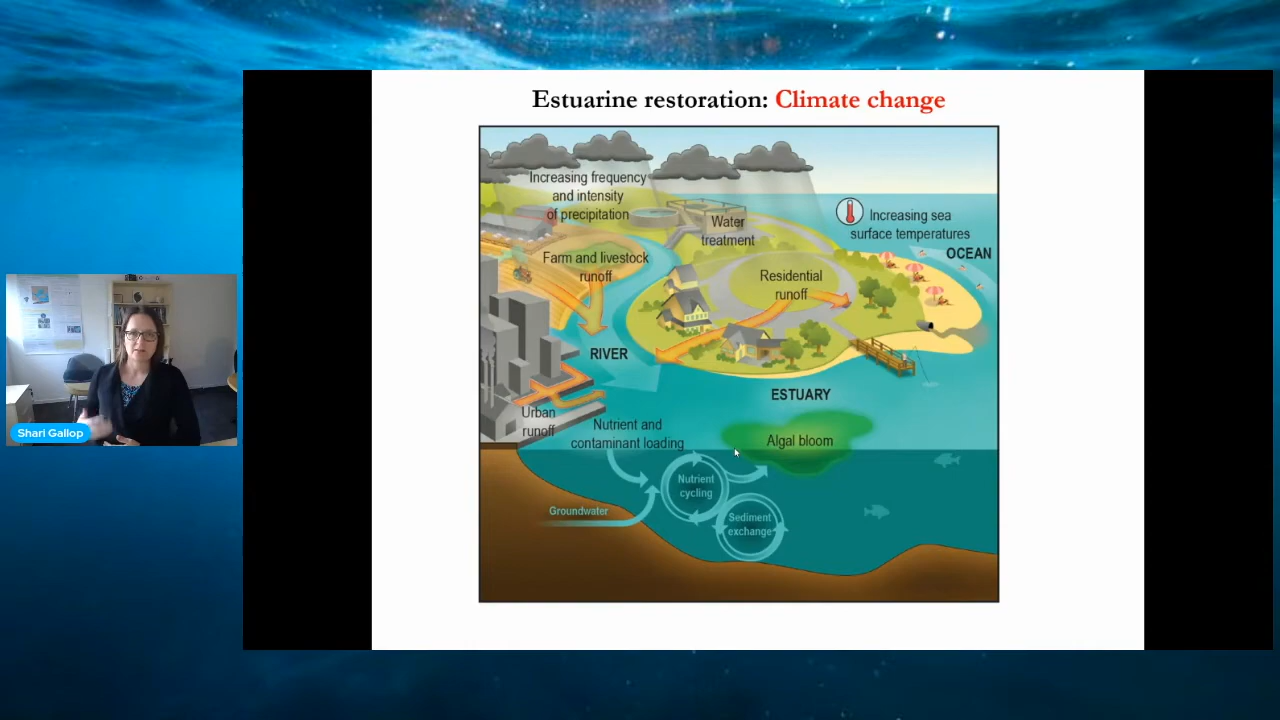 Estuarine restoration: Climate change
Increasing frequency
and intensity
of precipitation
Water
treatment
Increasing sea
surface temperatures
OCEAN
Farm and livestock
runoff
Residential
runoff
RIVER
ESTUARY
Urban
runoff
Nutrient and
contaminant loading
Algal bloom
Nutrient
cycling
Groundwater
Sediment
exchange
Shari Gallop